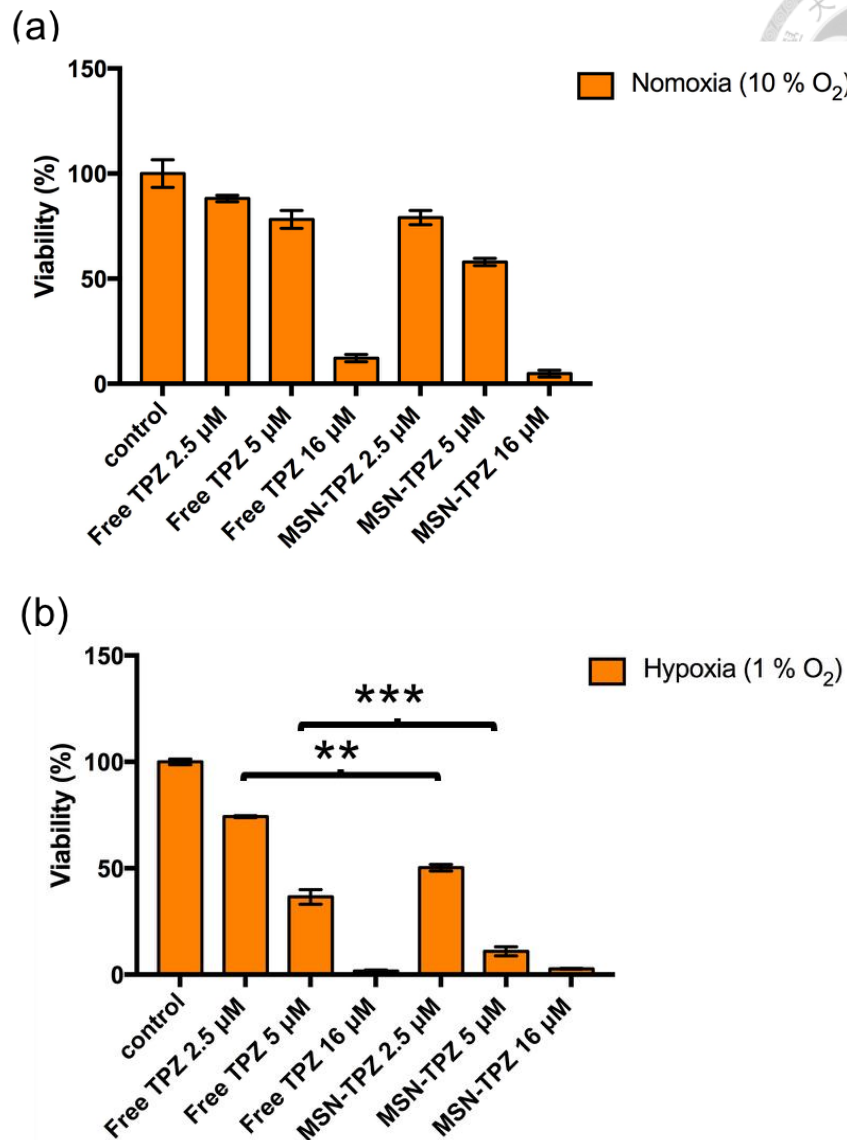 (a)
150
100
50
0
Viability (%)
Nomoxia (10 % O₂)
control
Free TPZ 2.5 µM
Free TPZ 5 µM
Free TPZ 16 µM
MSN-TPZ 2.5 µM
MSN-TPZ 5 µM
MSN-TPZ 16 µM
(b)
150
100
50
0
Viability (%)
Hypoxia (1 % O₂)
***
**
control
Free TPZ 2.5 µM
Free TPZ 5 µM
Free TPZ 16 µM
MSN-TPZ 2.5 µM
MSN-TPZ 5 µM
MSN-TPZ 16 µM